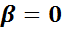 β = 0